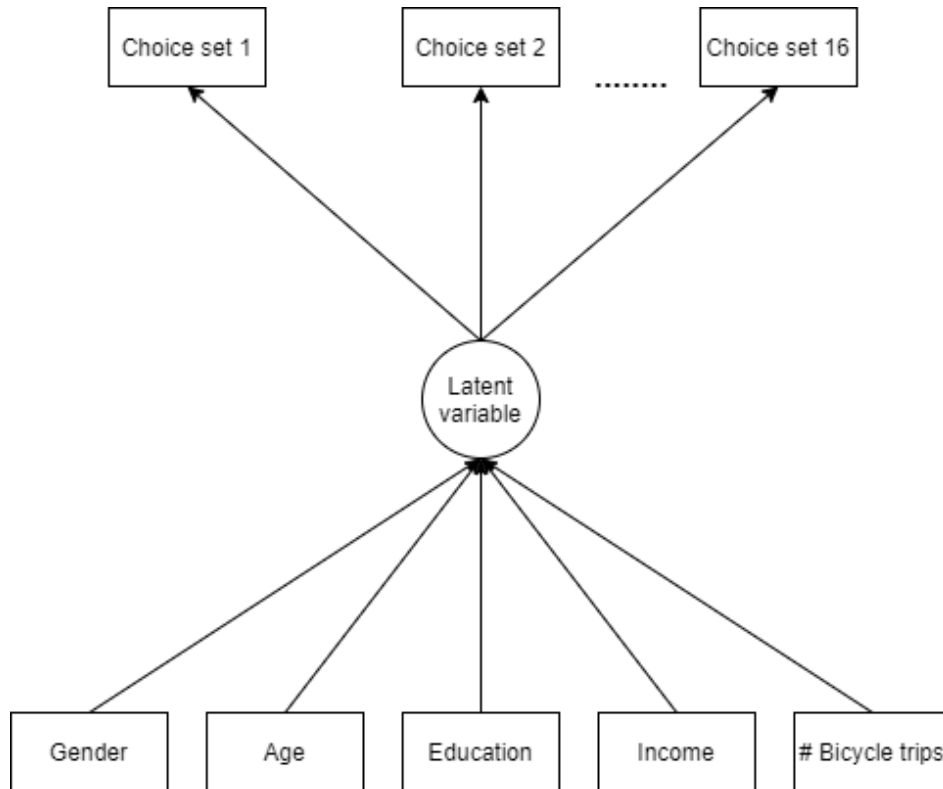 Choice set 1
Choice set 2
Choice set 16
Latent
variable
Gender
Age
Education
Income
# Bicycle trips